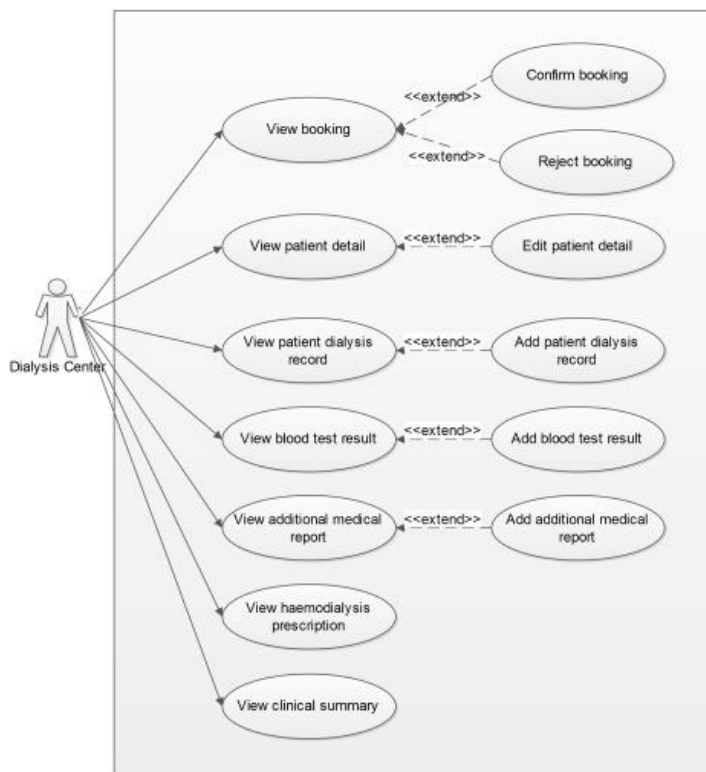 Confirm booking
<<extend>>
View booking
<<extend>>
Reject booking
View patient detail
<<extend>>
Edit patient detail
View patient dialysis
record
<<extend>>
Add patient dialysis
record
Dialysis Center
View blood test result
<<extend>>
Add blood test result
View additional medical
report
<<extend>>
Add additional medical
report
View haemodialysis
prescription
View clinical summary